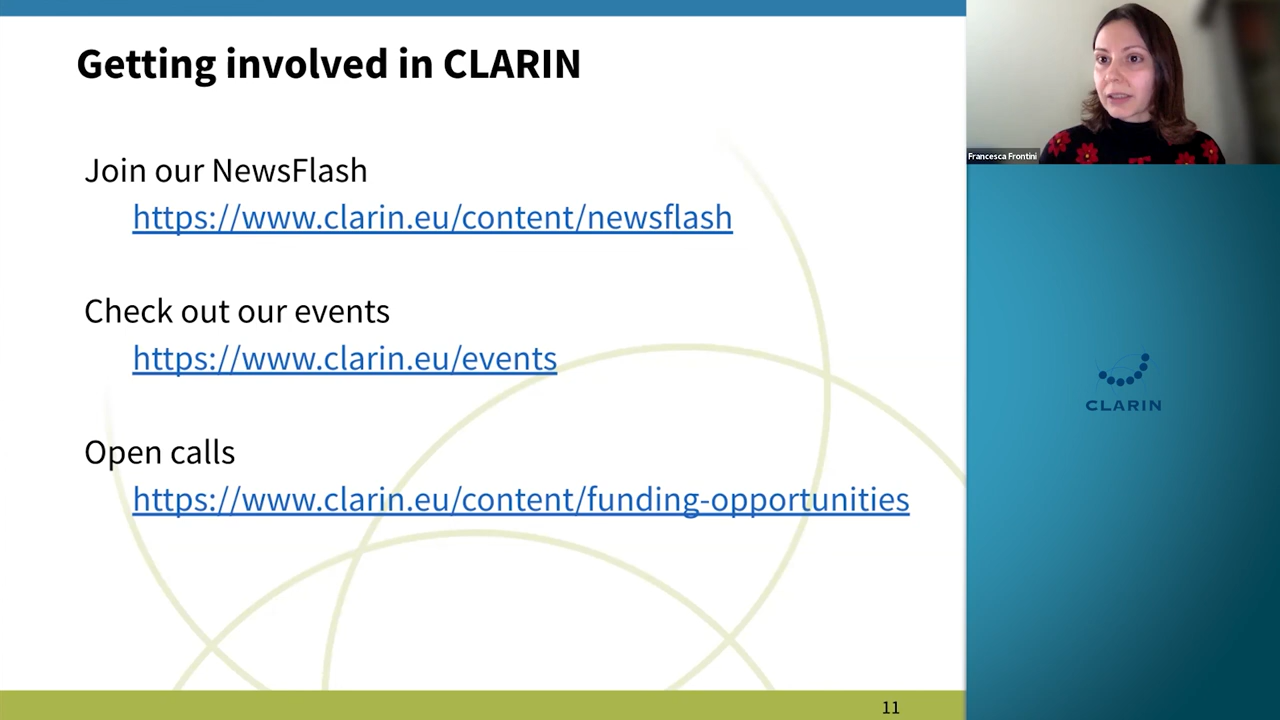 Getting involved in CLARIN
Join our NewsFlash
https://www.clarin.eu/content/newsflash
Check out our events
https://www.clarin.eu/events
Open calls
https://www.clarin.eu/content/funding-opportunities
11
Francesca Frontini
CLARIN